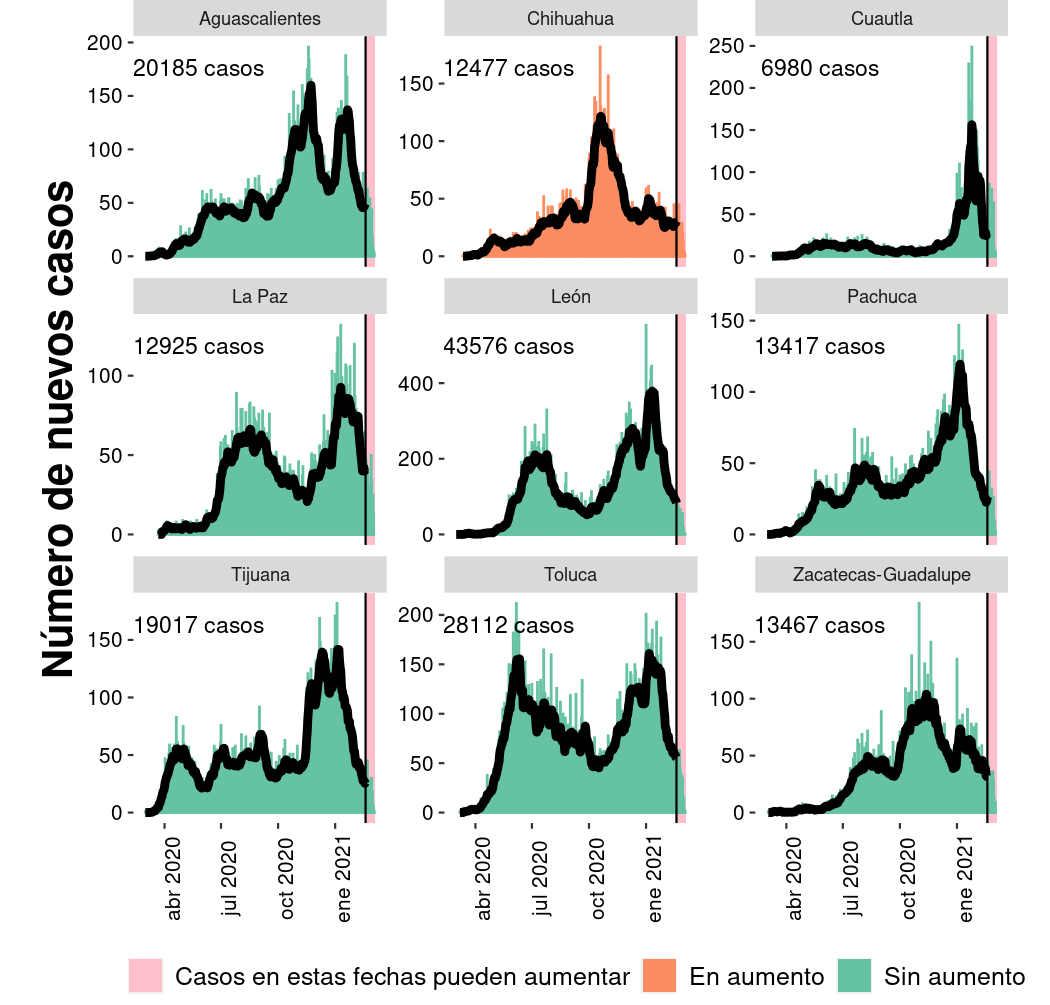 Número de nuevos casos
Aguascalientes
Chihuahua
Cuautla
200
150
100
50
0
20185 casos
150
100
50
0
12477 casos
250
200
150
100
50
0
6980 casos
La Paz
León
Pachuca
100
50
0
12925 casos
400
200
0
43576 casos
150
100
50
0
13417 casos
Tijuana
Toluca
Zacatecas-Guadalupe
150
100
50
0
19017 casos
200
150
100
50
0
28112 casos
150
100
50
0
13467 casos
abr 2020
jul 2020
oct 2020
ene 2021
abr 2020
jul 2020
oct 2020
ene 2021
abr 2020
jul 2020
oct 2020
ene 2021
Casos en estas fechas pueden aumentar
En aumento
Sin aumento